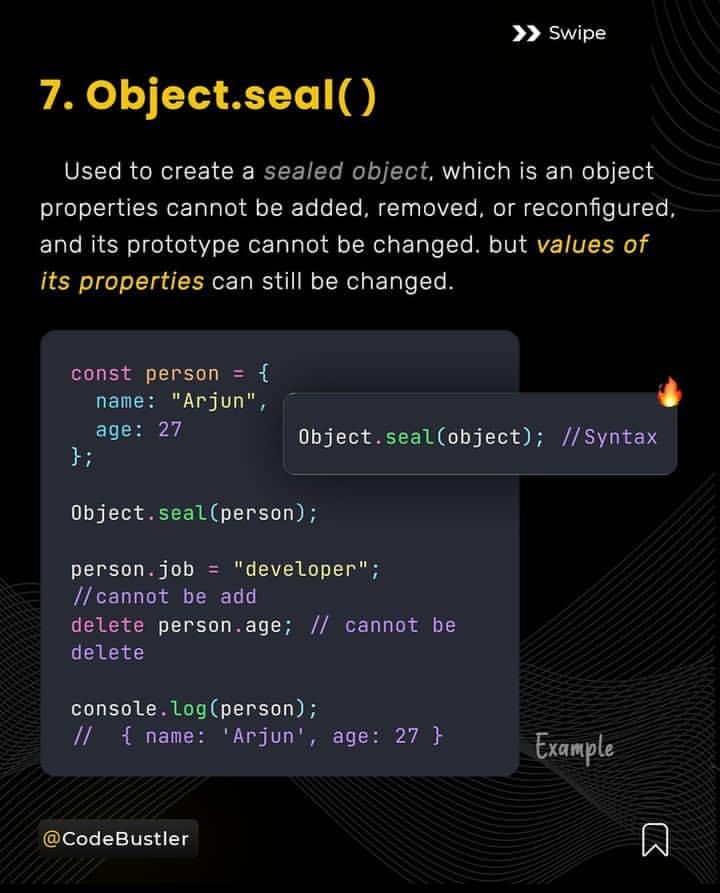 Swipe
7. Object.seal( )
Used to create a sealed object, which is an object
properties cannot be added, removed, or reconfigured,
and its prototype cannot be changed. but values of
its properties can still be changed.
const person = {
name: "Arjun",
age: 27
};
Object.seal(object); //Syntax
Object.seal(person);
person.job = "developer";
//cannot be add
delete person.age; // cannot be
delete
console.log(person);
// { name: 'Arjun', age: 27 }
Example
@CodeBustler